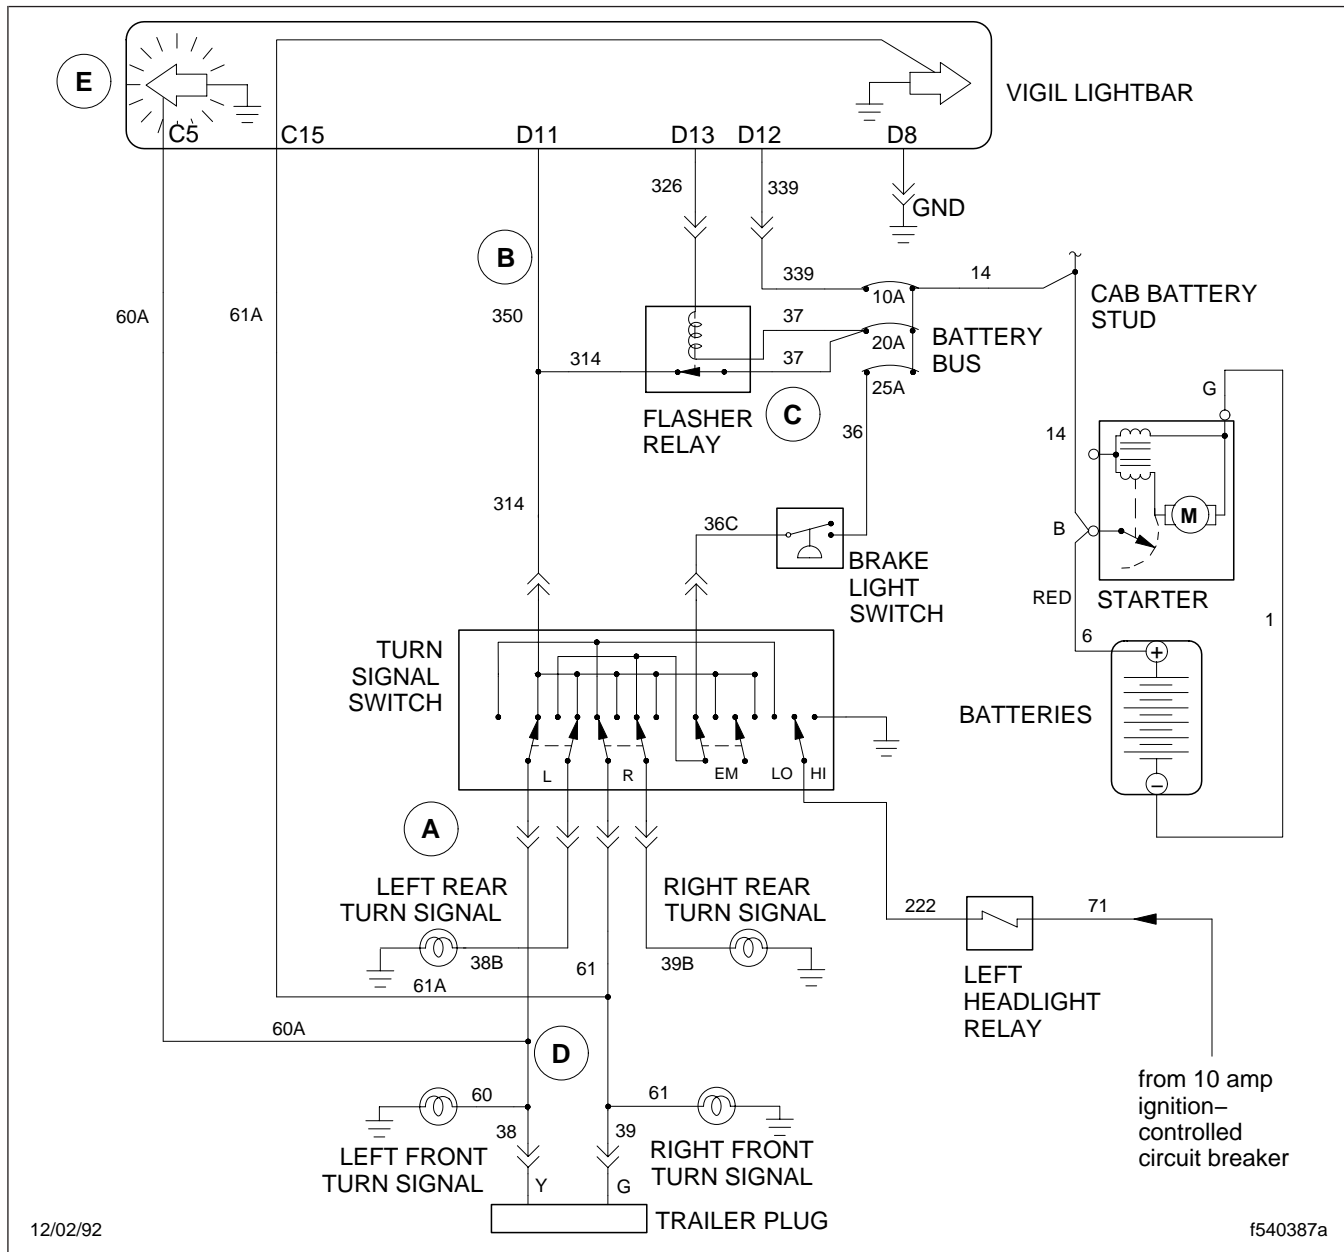 E
VIGIL LIGHTBAR
C5
C15
D11
D13
D12
D8
326
339
GND
B
339
14
CAB BATTERY
STUD
10A
60A
61A
350
37
20A
BATTERY
BUS
314
37
25A
G
FLASHER
RELAY
C
36
14
314
36C
M
B
BRAKE
LIGHT
SWITCH
RED
STARTER
1
6
TURN
SIGNAL
SWITCH
+
BATTERIES
L
R
EM
LO
HI
–
A
LEFT REAR
TURN SIGNAL
RIGHT REAR
TURN SIGNAL
222
71
38B
61
39B
61A
LEFT
HEADLIGHT
RELAY
60A
D
60
61
from 10 amp
ignition–
controlled
circuit breaker
38
39
LEFT FRONT
TURN SIGNAL
RIGHT FRONT
TURN SIGNAL
Y
G
TRAILER PLUG
12/02/92
f540387a